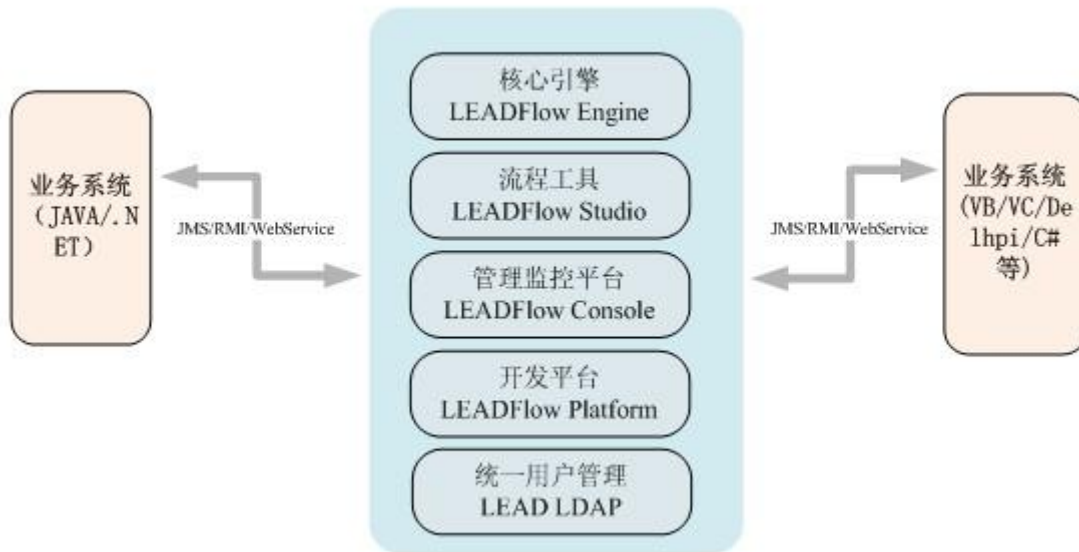 业务系统
（JAVA/.N
ET）
JMS/RMI/WebService
核心引擎
LEADFlow Engine
流程工具
LEADFlow Studio
管理监控平台
LEADFlow Console
开发平台
LEADFlow Platform
统一用户管理
LEAD LDAP
JMS/RMI/WebService
业务系统
(VB/VC/De
lhpi/C#
等)